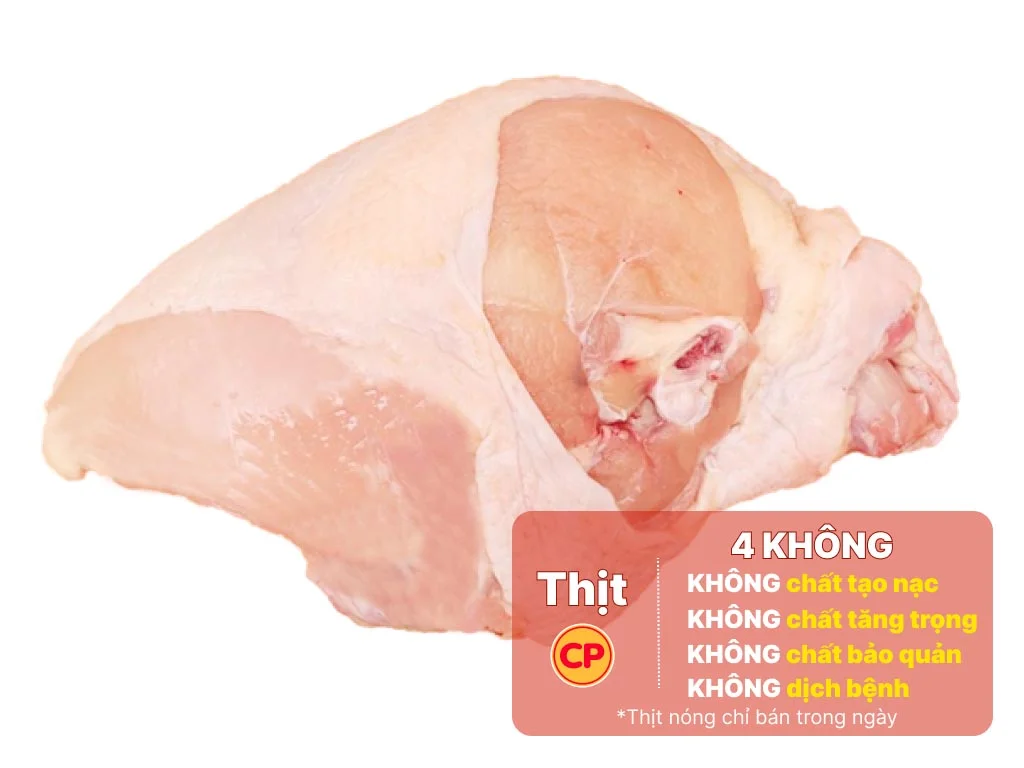 Thịt
CP
4 KHÔNG
KHÔNG chất tạo nạc
KHÔNG chất tăng trọng
KHÔNG chất bảo quản
KHÔNG dịch bệnh
*Thịt nóng chỉ bán trong ngày